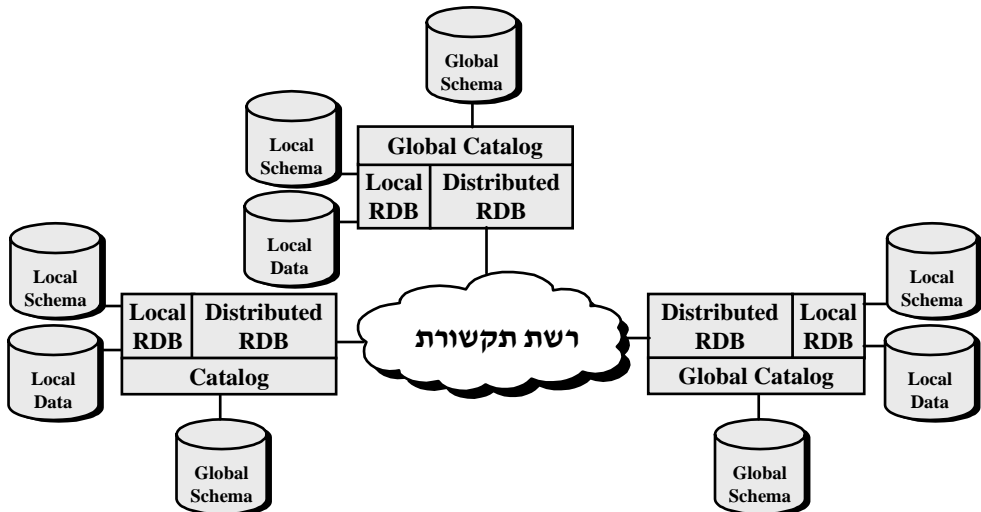 Global
Schema
Local
Schema
Global Catalog
Local
RDB
Distributed
RDB
Local
Data
Local
Schema
Local
RDB
Distributed
RDB
Catalog
Local
Data
Global
Schema
רשת תקשורת
Distributed
RDB
Local
RDB
Global Catalog
Local
Schema
Local
Data
Global
Schema